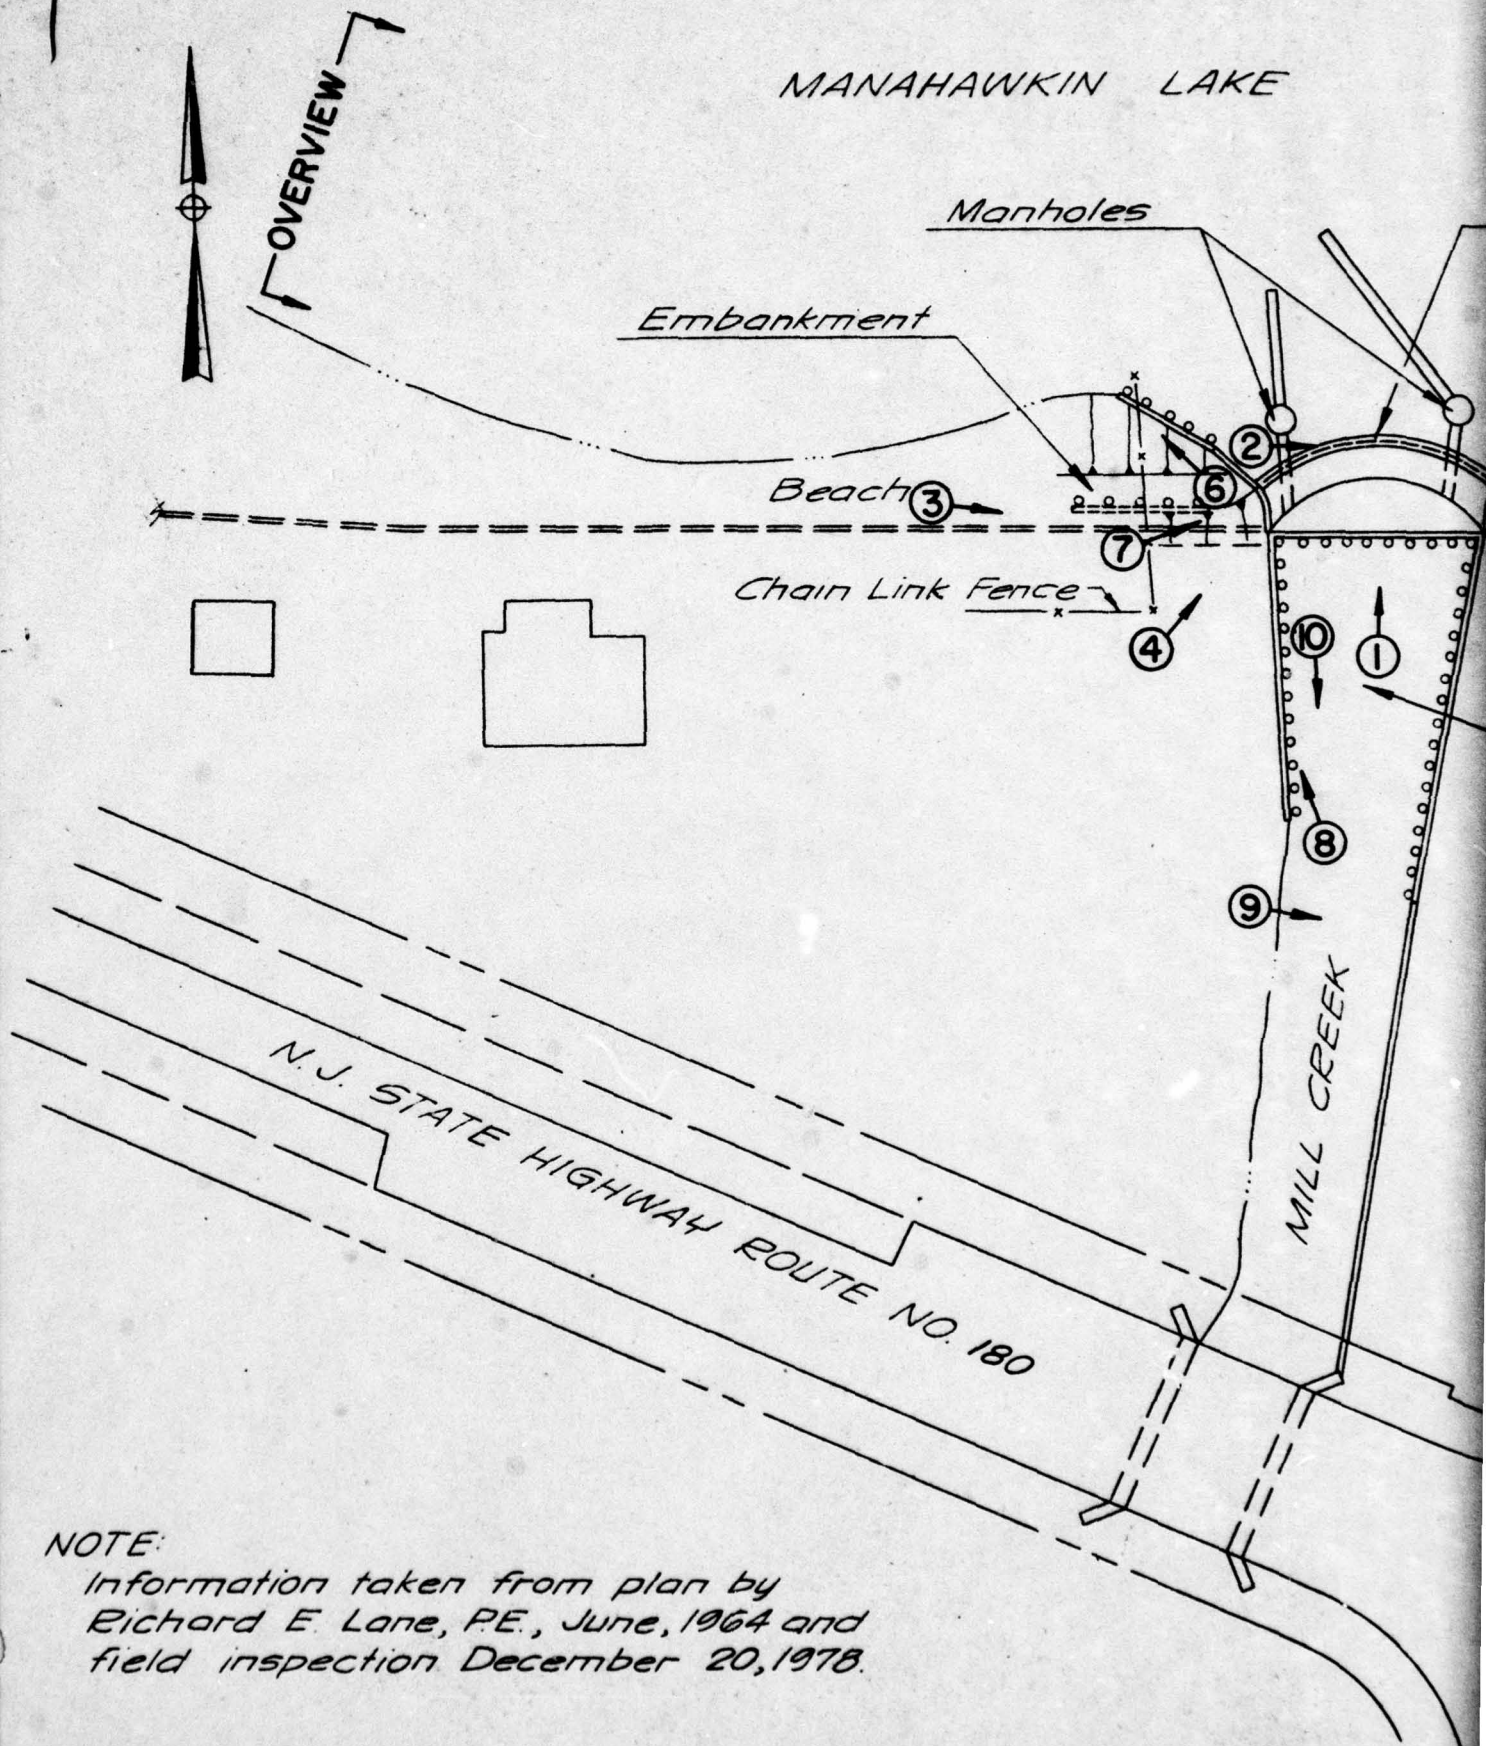 OVERVIEW
MANAHAWKIN LAKE
Manholes
Embankment
2
6
Beach
3
7
Chain Link Fence
4
10
1
8
9
MILL CREEK
N.J. STATE HIGHWAY ROUTE NO. 180
NOTE:
Information taken from plan by
Richard E. Lane, P.E., June, 1964 and
field inspection December 20, 1978.